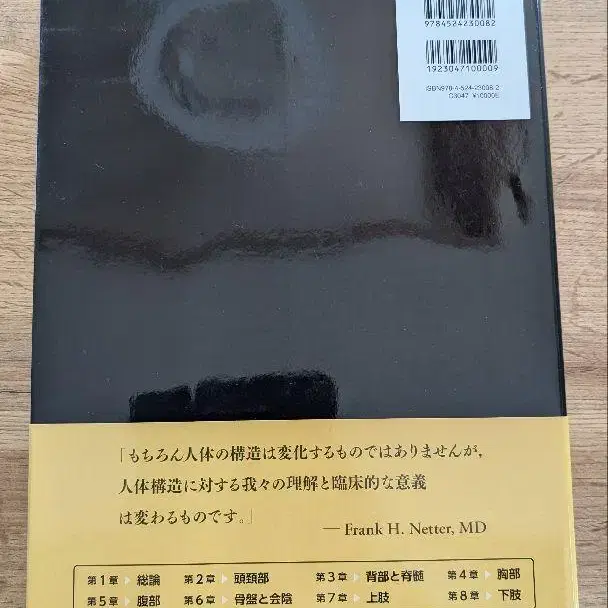 9784524230082
1923047100009
ISBN978-4-524-23008-2
C3047 ¥10000E
「もちろん人体の構造は変化するものではありませんが,
人体構造に対する我々の理解と臨床的な意義
は変わるものです。」
— Frank H. Netter, MD
第1章 ▶ 総論 第2章 ▶ 頭頸部 第3章 ▶ 背部と脊髄 第4章 ▶ 胸部
第5章 ▶ 腹部 第6章 ▶ 骨盤と会陰 第7章 ▶ 上肢 第8章 ▶ 下肢